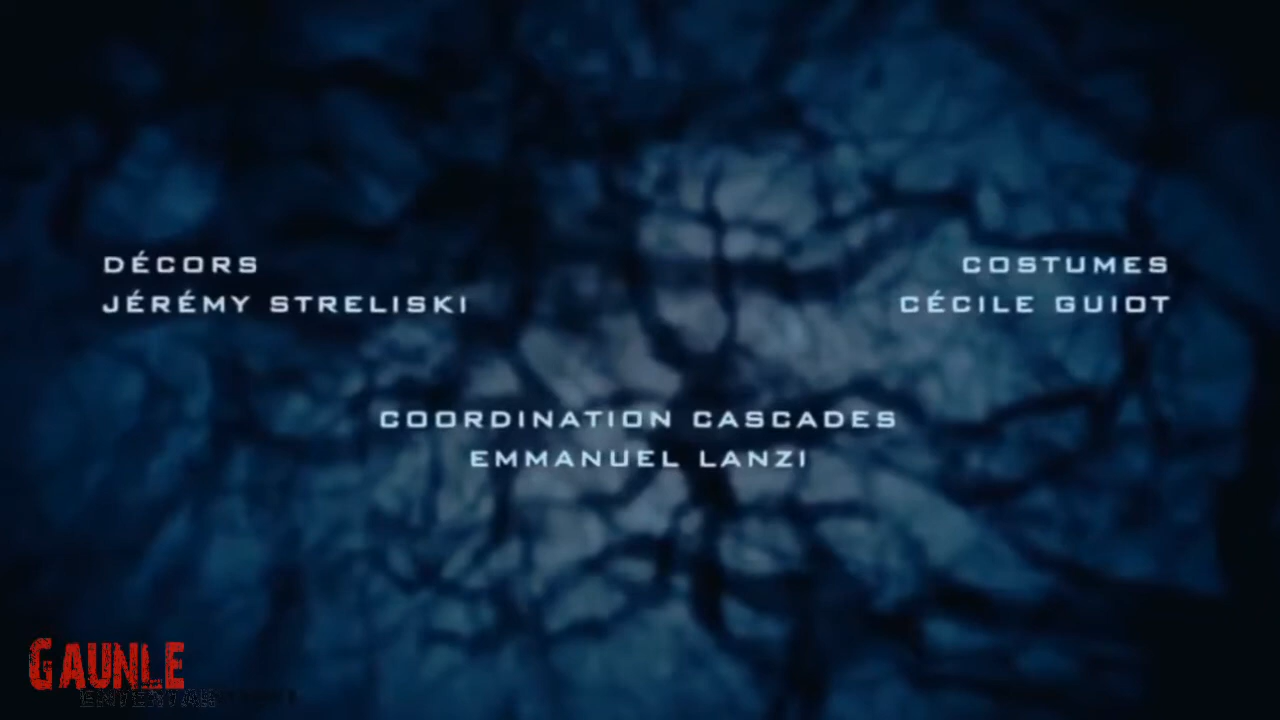 DÉCORS
JÉRÉMY STRELISKI
COSTUMES
CÉCILE GUIOT
COORDINATION CASCADES
EMMANUEL LANZI
GAUNLE